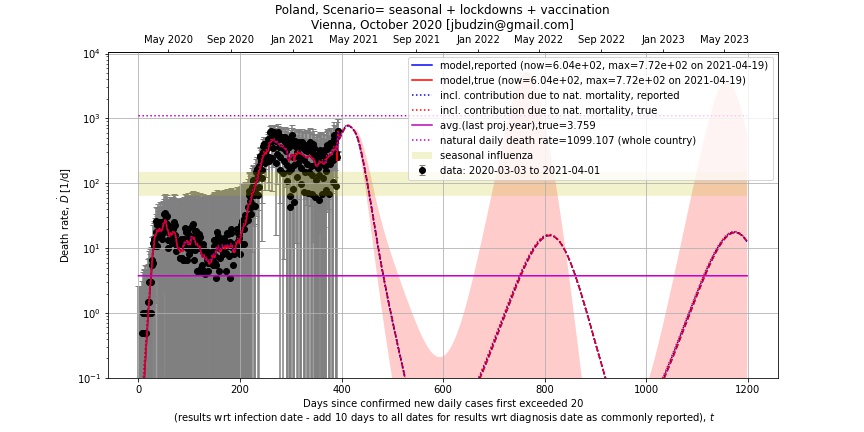 Poland, Scenario= seasonal + lockdowns + vaccination
Vienna, October 2020 [jbudzin@gmail.com]
May 2020 Sep 2020 Jan 2021 May 2021 Sep 2021 Jan 2022 May 2022 Sep 2022 Jan 2023 May 2023
model,reported (now=6.04e+02, max=7.72e+02 on 2021-04-19)
model,true (now=6.04e+02, max=7.72e+02 on 2021-04-19)
incl. contribution due to nat. mortality, reported
incl. contribution due to nat. mortality, true
avg.(last proj.year),true=3.759
natural daily death rate=1099.107 (whole country)
seasonal influenza
data: 2020-03-03 to 2021-04-01
Death rate, D [1/d]
10⁴
10³
10²
10¹
10⁰
10⁻¹
0 200 400 600 800 1000 1200
Days since confirmed new daily cases first exceeded 20
(results wrt infection date - add 10 days to all dates for results wrt diagnosis date as commonly reported), t